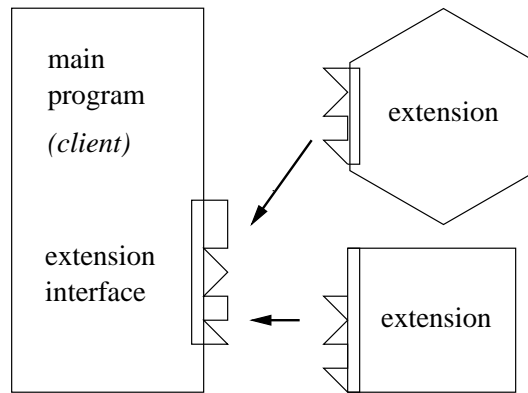 main
program
(client)
extension
interface
extension
extension